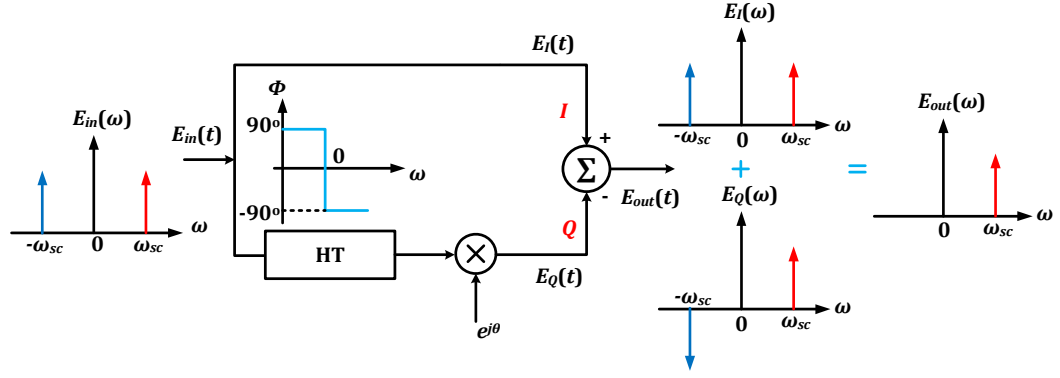 E_in(ω)
-ω_sc
0
ω_sc
ω
E_in(t)
Φ
90°
0
ω
-90°
HT
e^jθ
E_I(t)
I
+
Σ
-
Q
E_Q(t)
E_out(t)
E_I(ω)
-ω_sc
0
ω_sc
ω
+
E_Q(ω)
-ω_sc
0
ω_sc
ω
=
E_out(ω)
0
ω_sc
ω